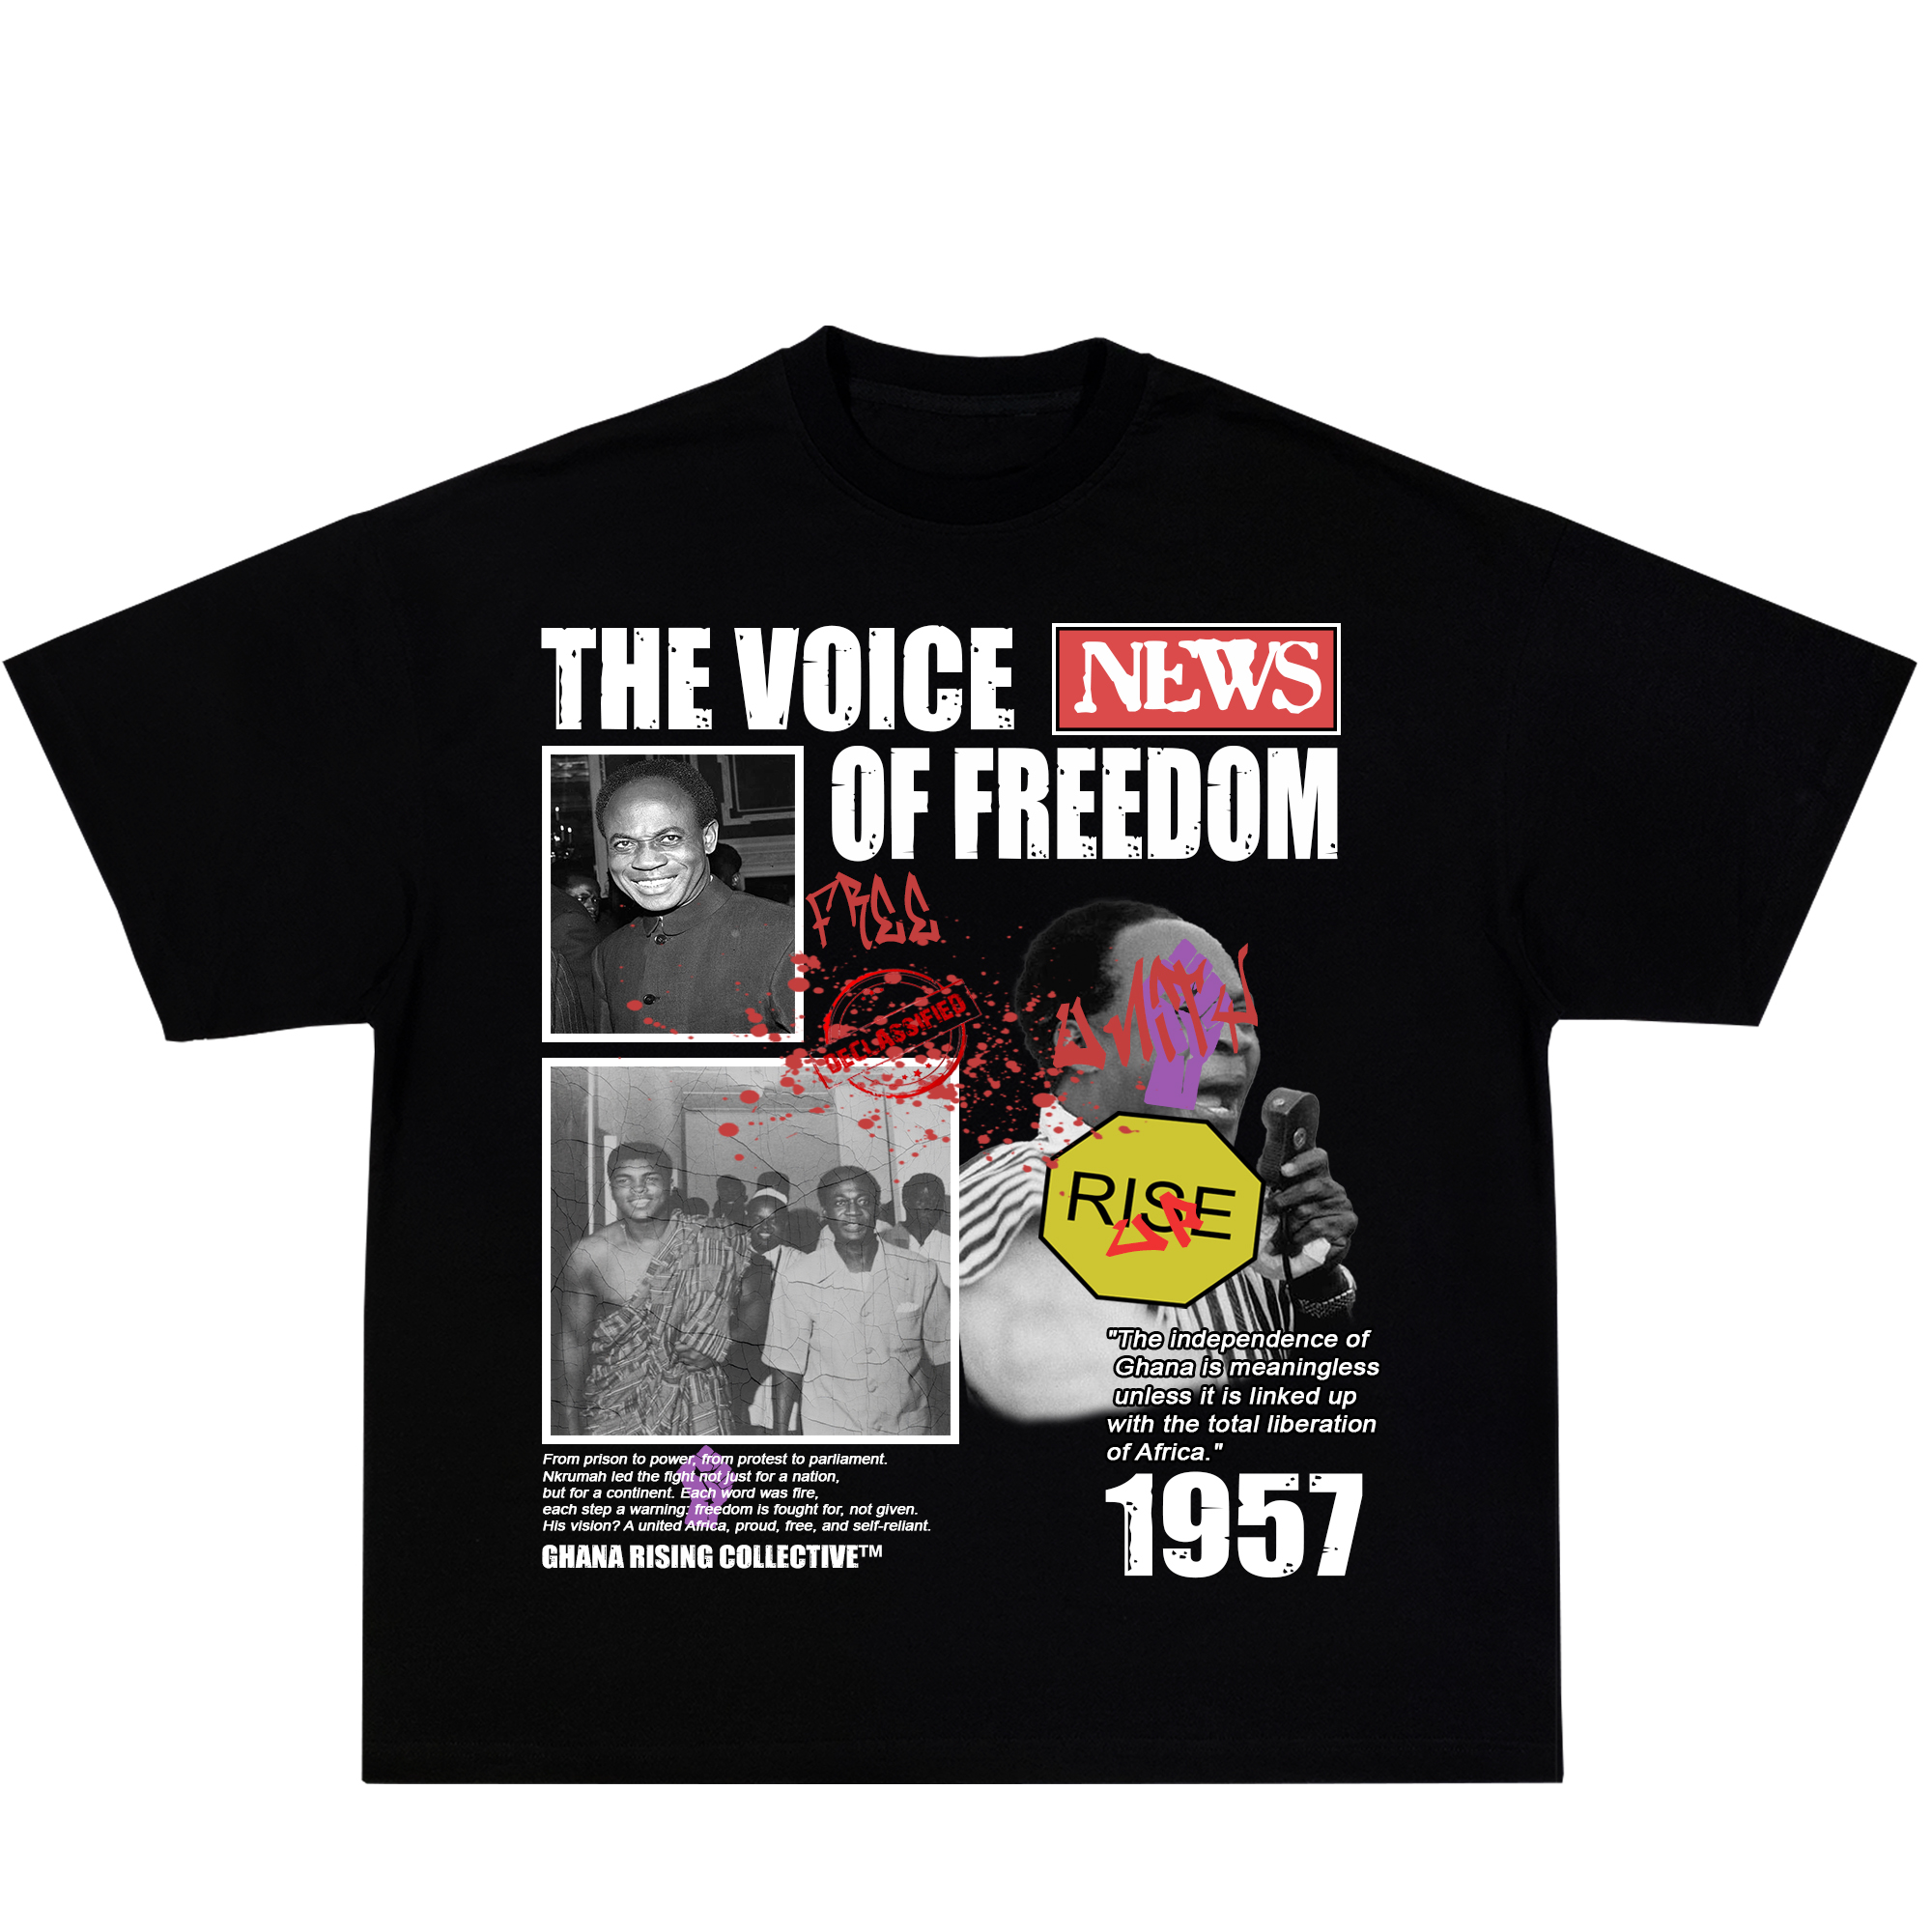 THE VOICE
NEWS
OF FREEDOM
FREE
DECLASSIFIED
UNITY
RISE
UP
"The independence of
Ghana is meaningless
unless it is linked up
with the total liberation
of Africa."
1957
From prison to power, from protest to parliament.
Nkrumah led the fight not just for a nation,
but for a continent. Each word was fire,
each step a warning: freedom is fought for, not given.
His vision? A united Africa, proud, free, and self-reliant.
GHANA RISING COLLECTIVE™